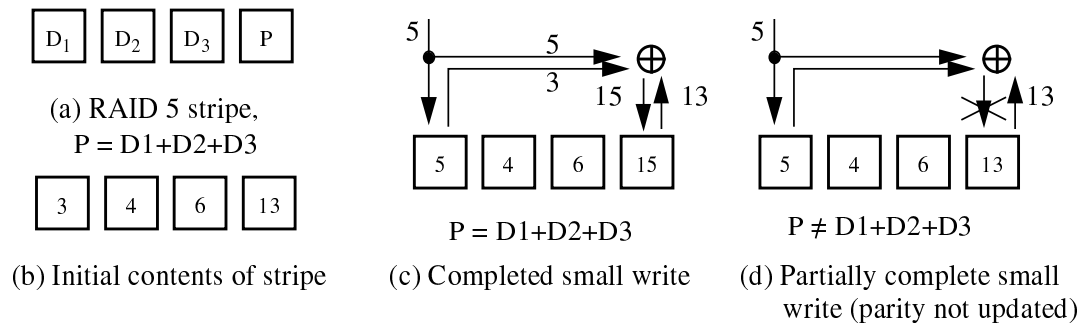 D1 D2 D3 P
(a) RAID 5 stripe,
P = D1+D2+D3
3 4 6 13
(b) Initial contents of stripe
5
5
3
15 13
5 4 6 15
P = D1+D2+D3
(c) Completed small write
5
13
5 4 6 13
P ≠ D1+D2+D3
(d) Partially complete small
write (parity not updated)